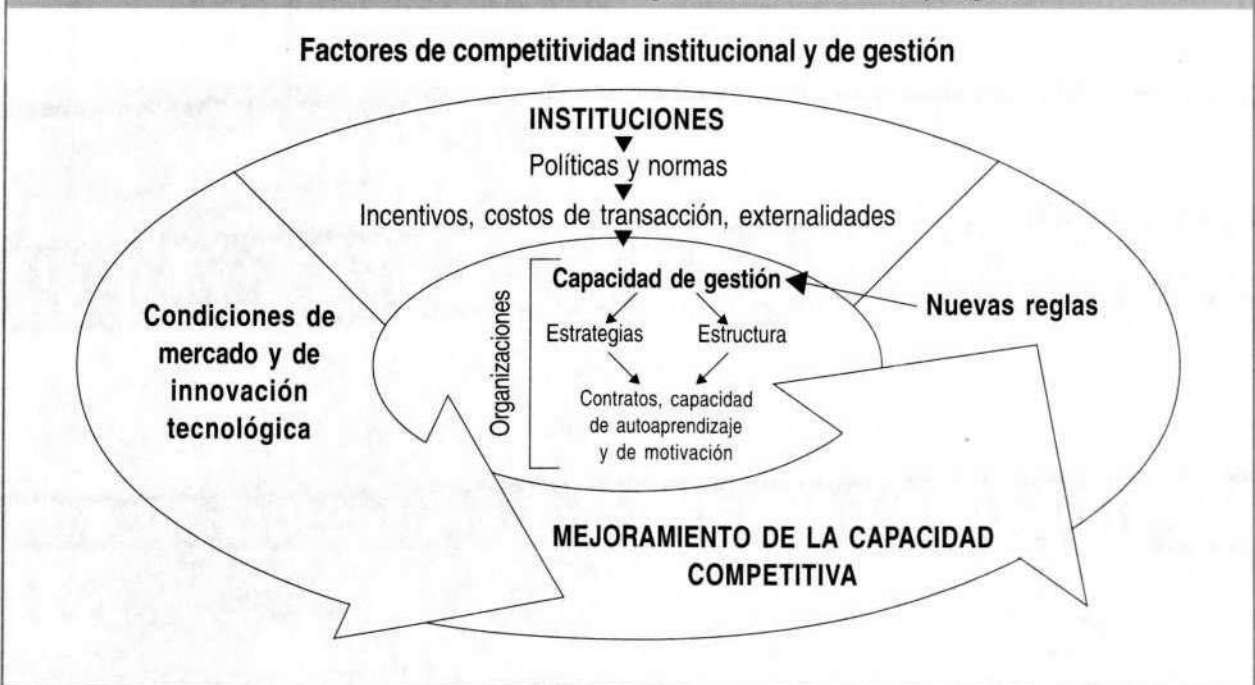 Factores de competitividad institucional y de gestión
INSTITUCIONES
Políticas y normas
Incentivos, costos de transacción, externalidades
Organizaciones
Capacidad de gestión
Estrategias
Estructura
Contratos, capacidad
de autoaprendizaje
y de motivación
Nuevas reglas
Condiciones de
mercado y de
innovación
tecnológica
MEJORAMIENTO DE LA CAPACIDAD
COMPETITIVA